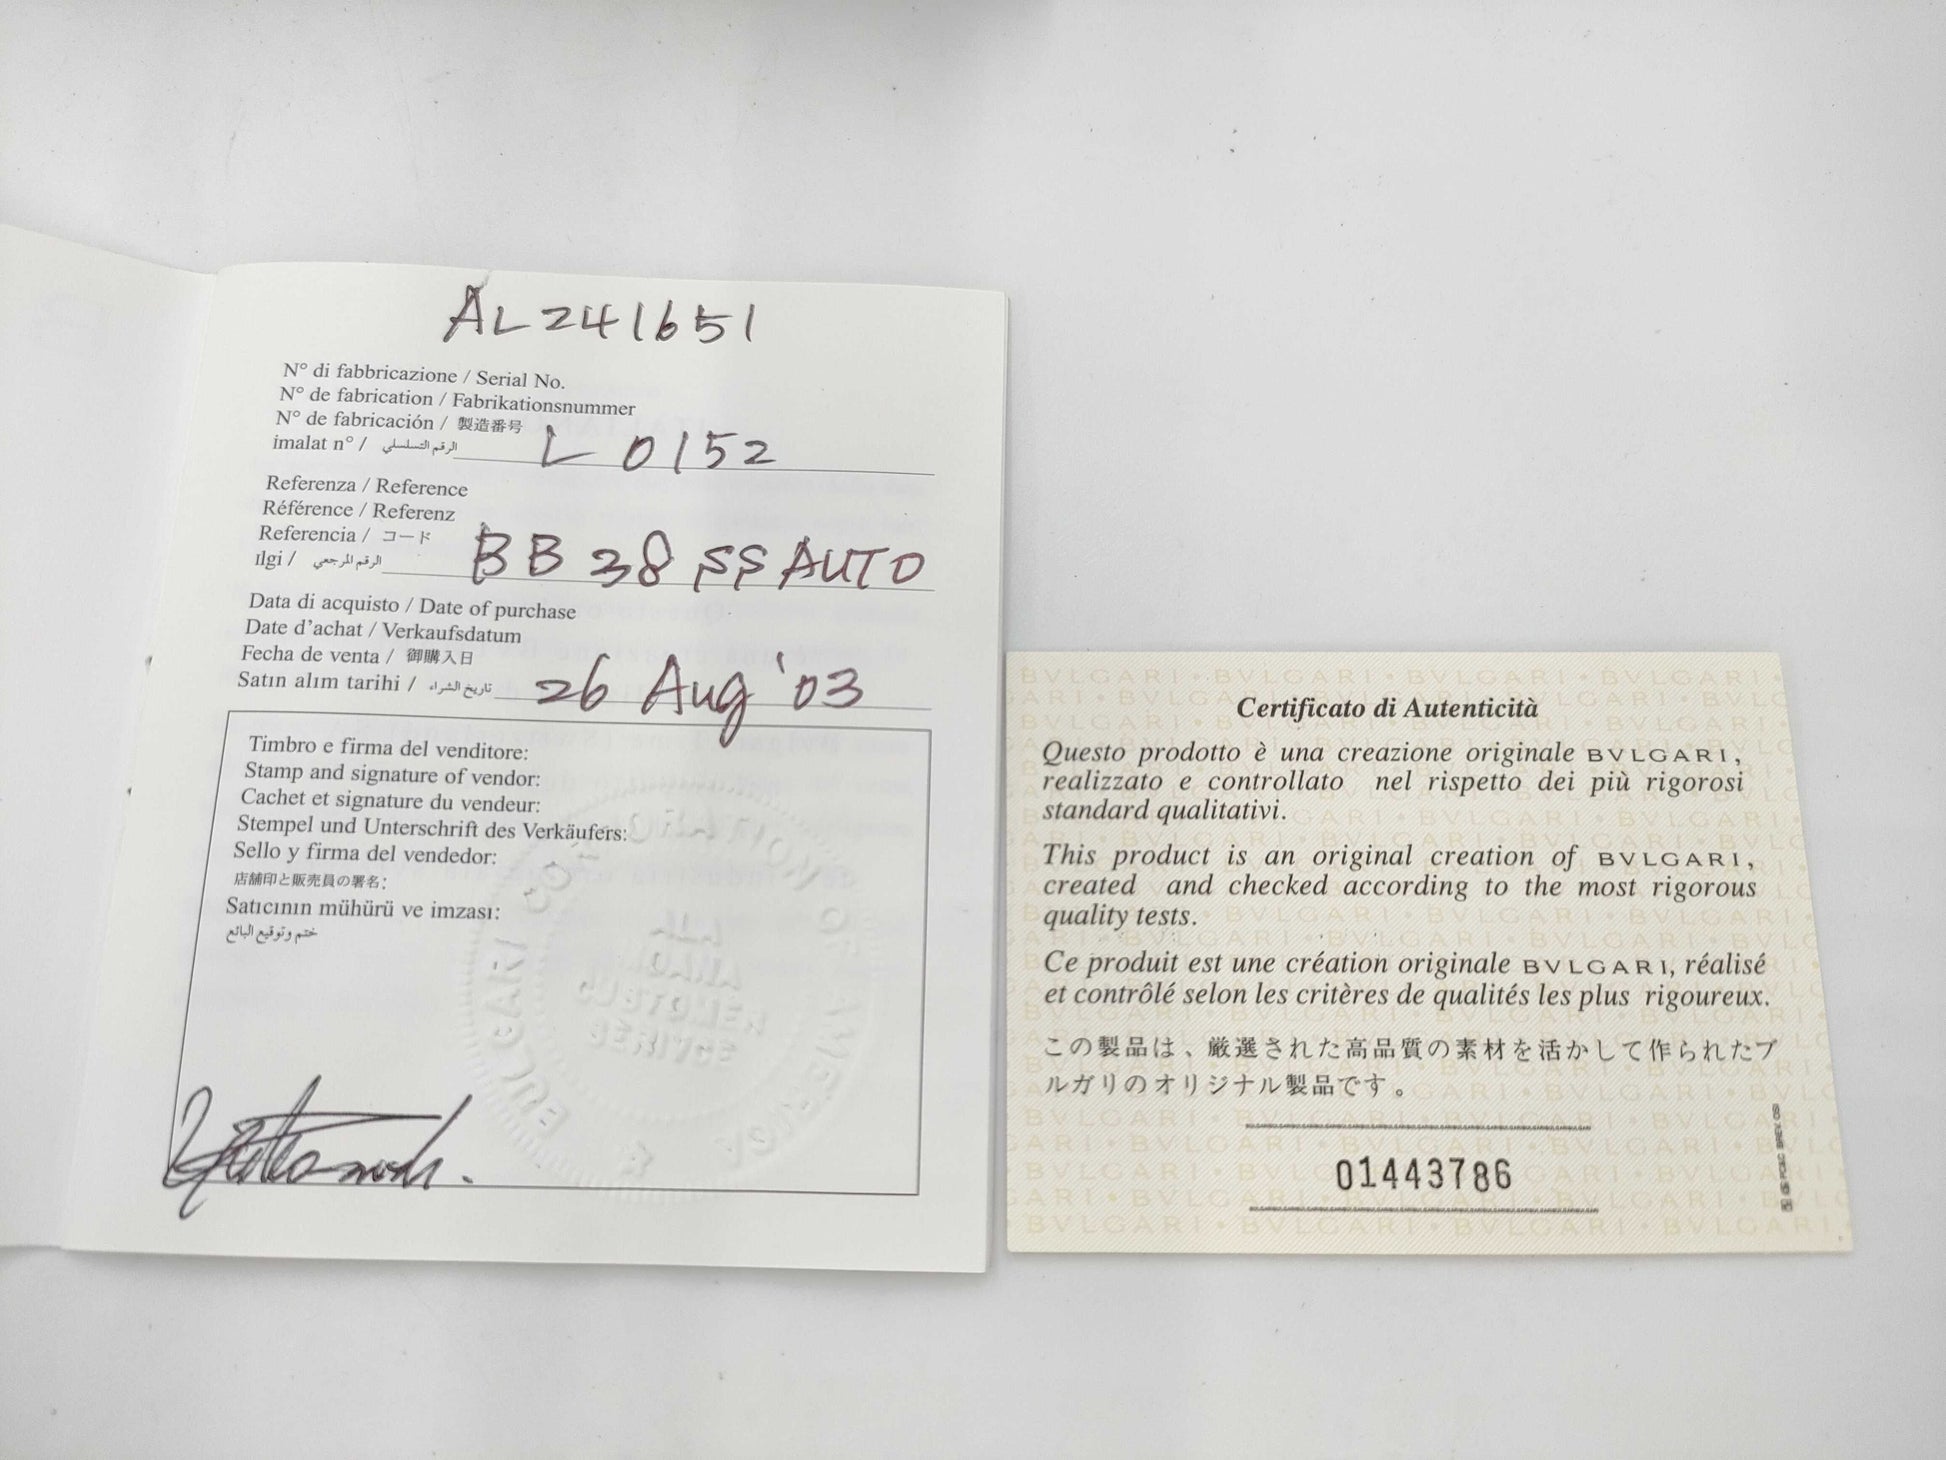 AL241651
N° di fabbricazione / Serial No.
N° de fabrication / Fabrikationsnummer
N° de fabricación / 製造番号
imalat n° / الرقم التسلسلي L 0152
Referenza / Reference
Référence / Referenz
Referencia / コード
Ilgi / الرقم المرجعي BB 38 SS AUTO
Data di acquisto / Date of purchase
Date d'achat / Verkaufsdatum
Fecha de venta / 御購入日
Satın alım tarihi / تاريخ الشراء 26 Aug '03
Timbro e firma del venditore:
Stamp and signature of vendor:
Cachet et signature du vendeur:
Stempel und Unterschrift des Verkäufers:
Sello y firma del vendedor:
店舗印と販売員の署名:
Satıcının mühürü ve imzası:
ختم وتوقيع البائع
BVLGARI
Certificato di Autenticità
Questo prodotto è una creazione originale BVLGARI,
realizzato e controllato nel rispetto dei più rigorosi
standard qualitativi.
This product is an original creation of BVLGARI,
created and checked according to the most rigorous
quality tests.
Ce produit est une création originale BVLGARI, réalisé
et contrôlé selon les critères de qualités les plus rigoureux.
この製品は、厳選された高品質の素材を活かして作られたブ
ルガリのオリジナル製品です。
01443786